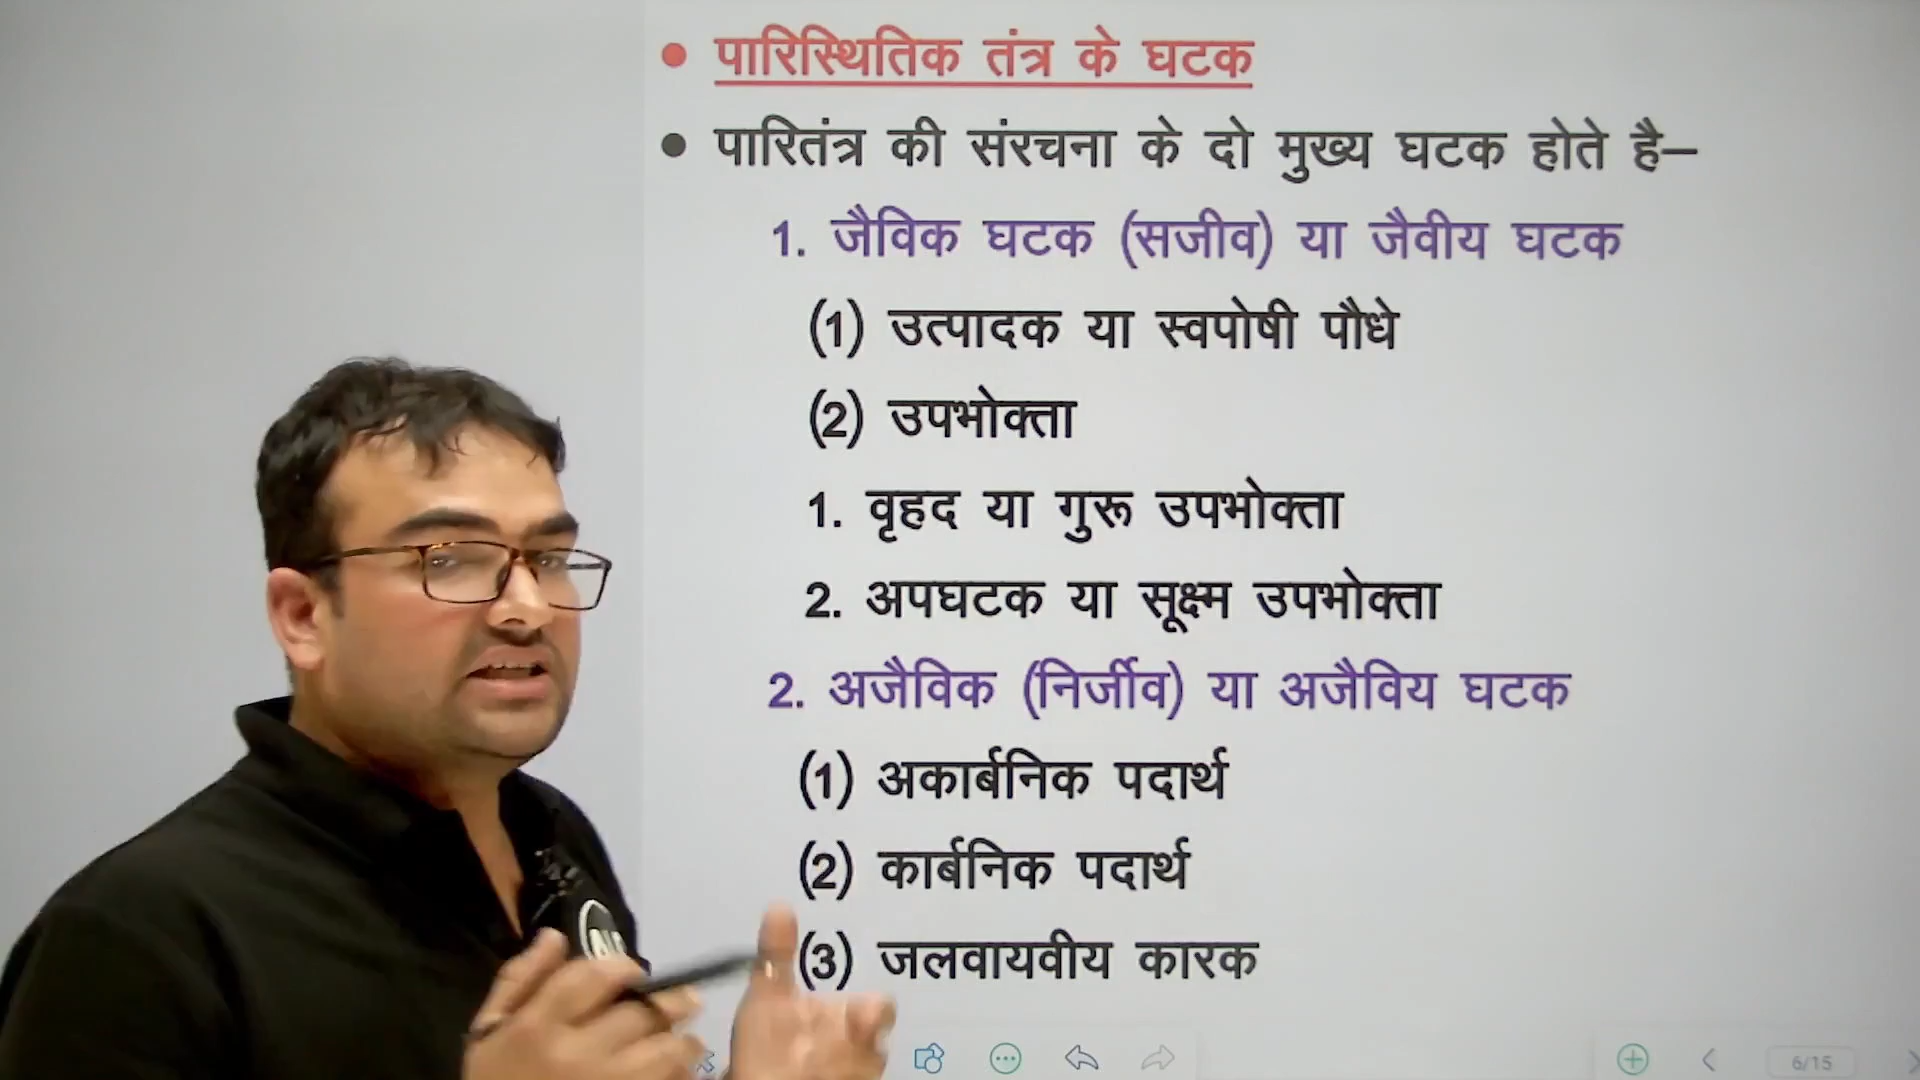 • पारिस्थितिक तंत्र के घटक
• पारितंत्र की संरचना के दो मुख्य घटक होते है–
1. जैविक घटक (सजीव) या जैवीय घटक
(1) उत्पादक या स्वपोषी पौधे
(2) उपभोक्ता
1. वृहद या गुरू उपभोक्ता
2. अपघटक या सूक्ष्म उपभोक्ता
2. अजैविक (निर्जीव) या अजैविय घटक
(1) अकार्बनिक पदार्थ
(2) कार्बनिक पदार्थ
(3) जलवायवीय कारक
6/15